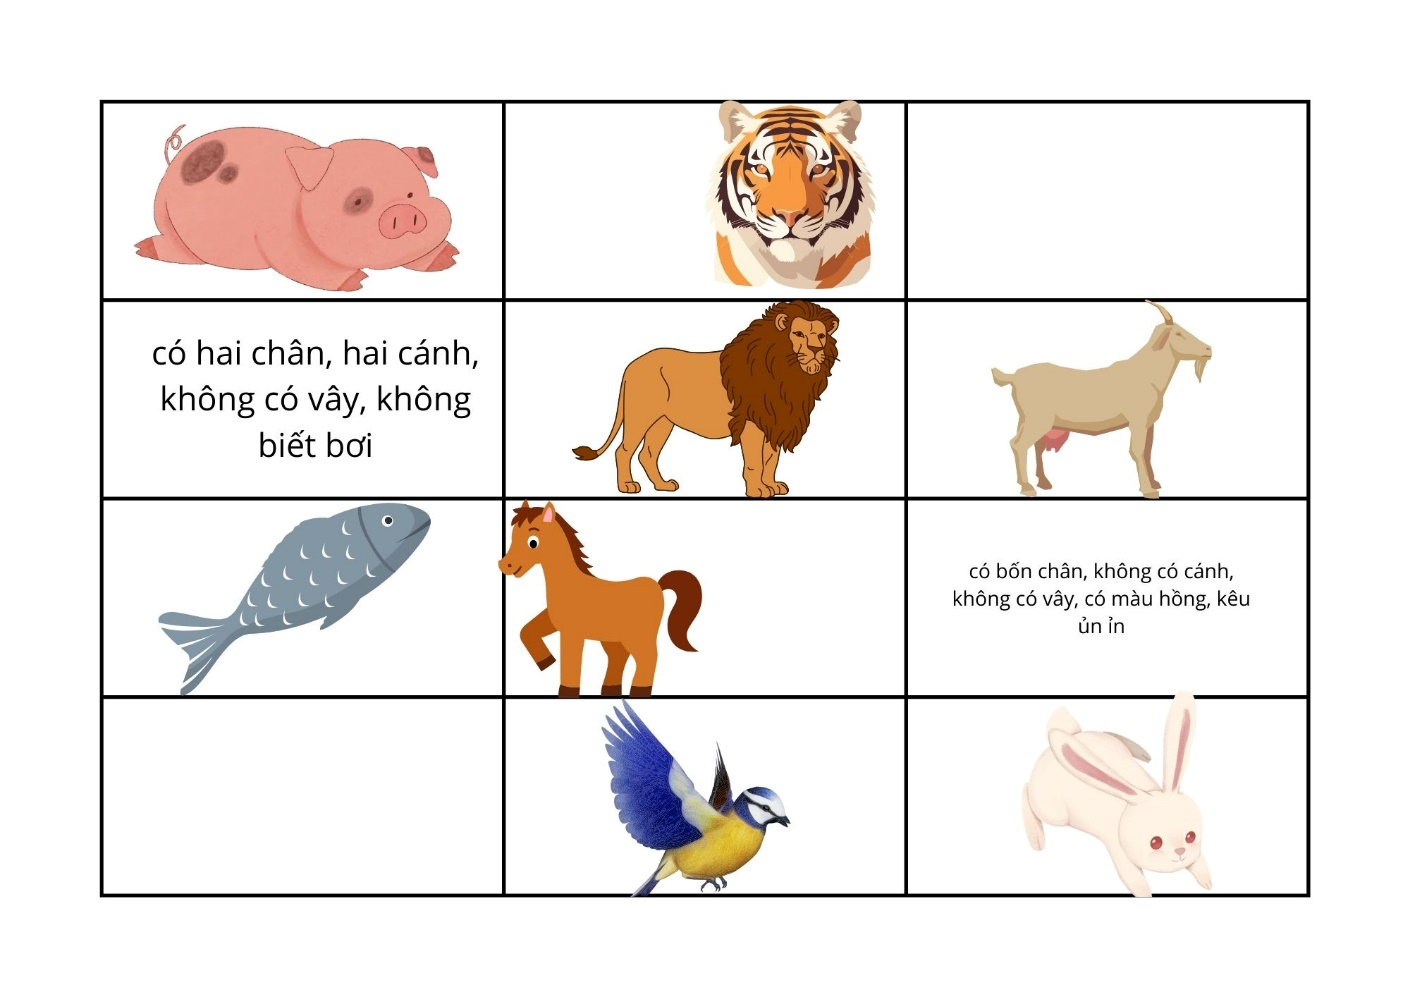 có hai chân, hai cánh,
không có vây, không
biết bơi
có bốn chân, không có cánh,
không có vây, có màu hồng, kêu
ủn ỉn